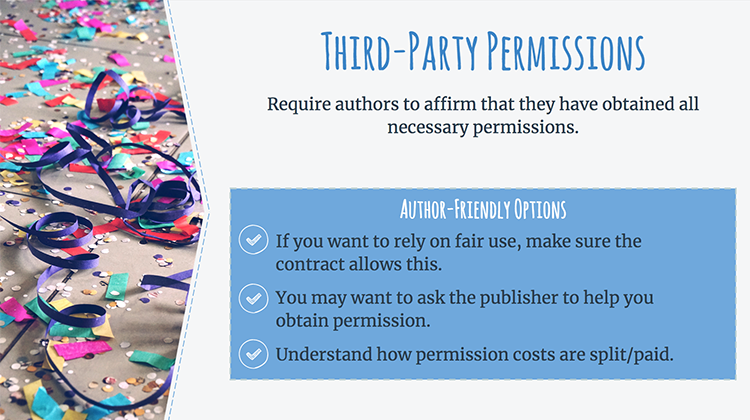 Third-Party Permissions
Require authors to affirm that they have obtained all
necessary permissions.
Author-Friendly Options
If you want to rely on fair use, make sure the
contract allows this.
You may want to ask the publisher to help you
obtain permission.
Understand how permission costs are split/paid.